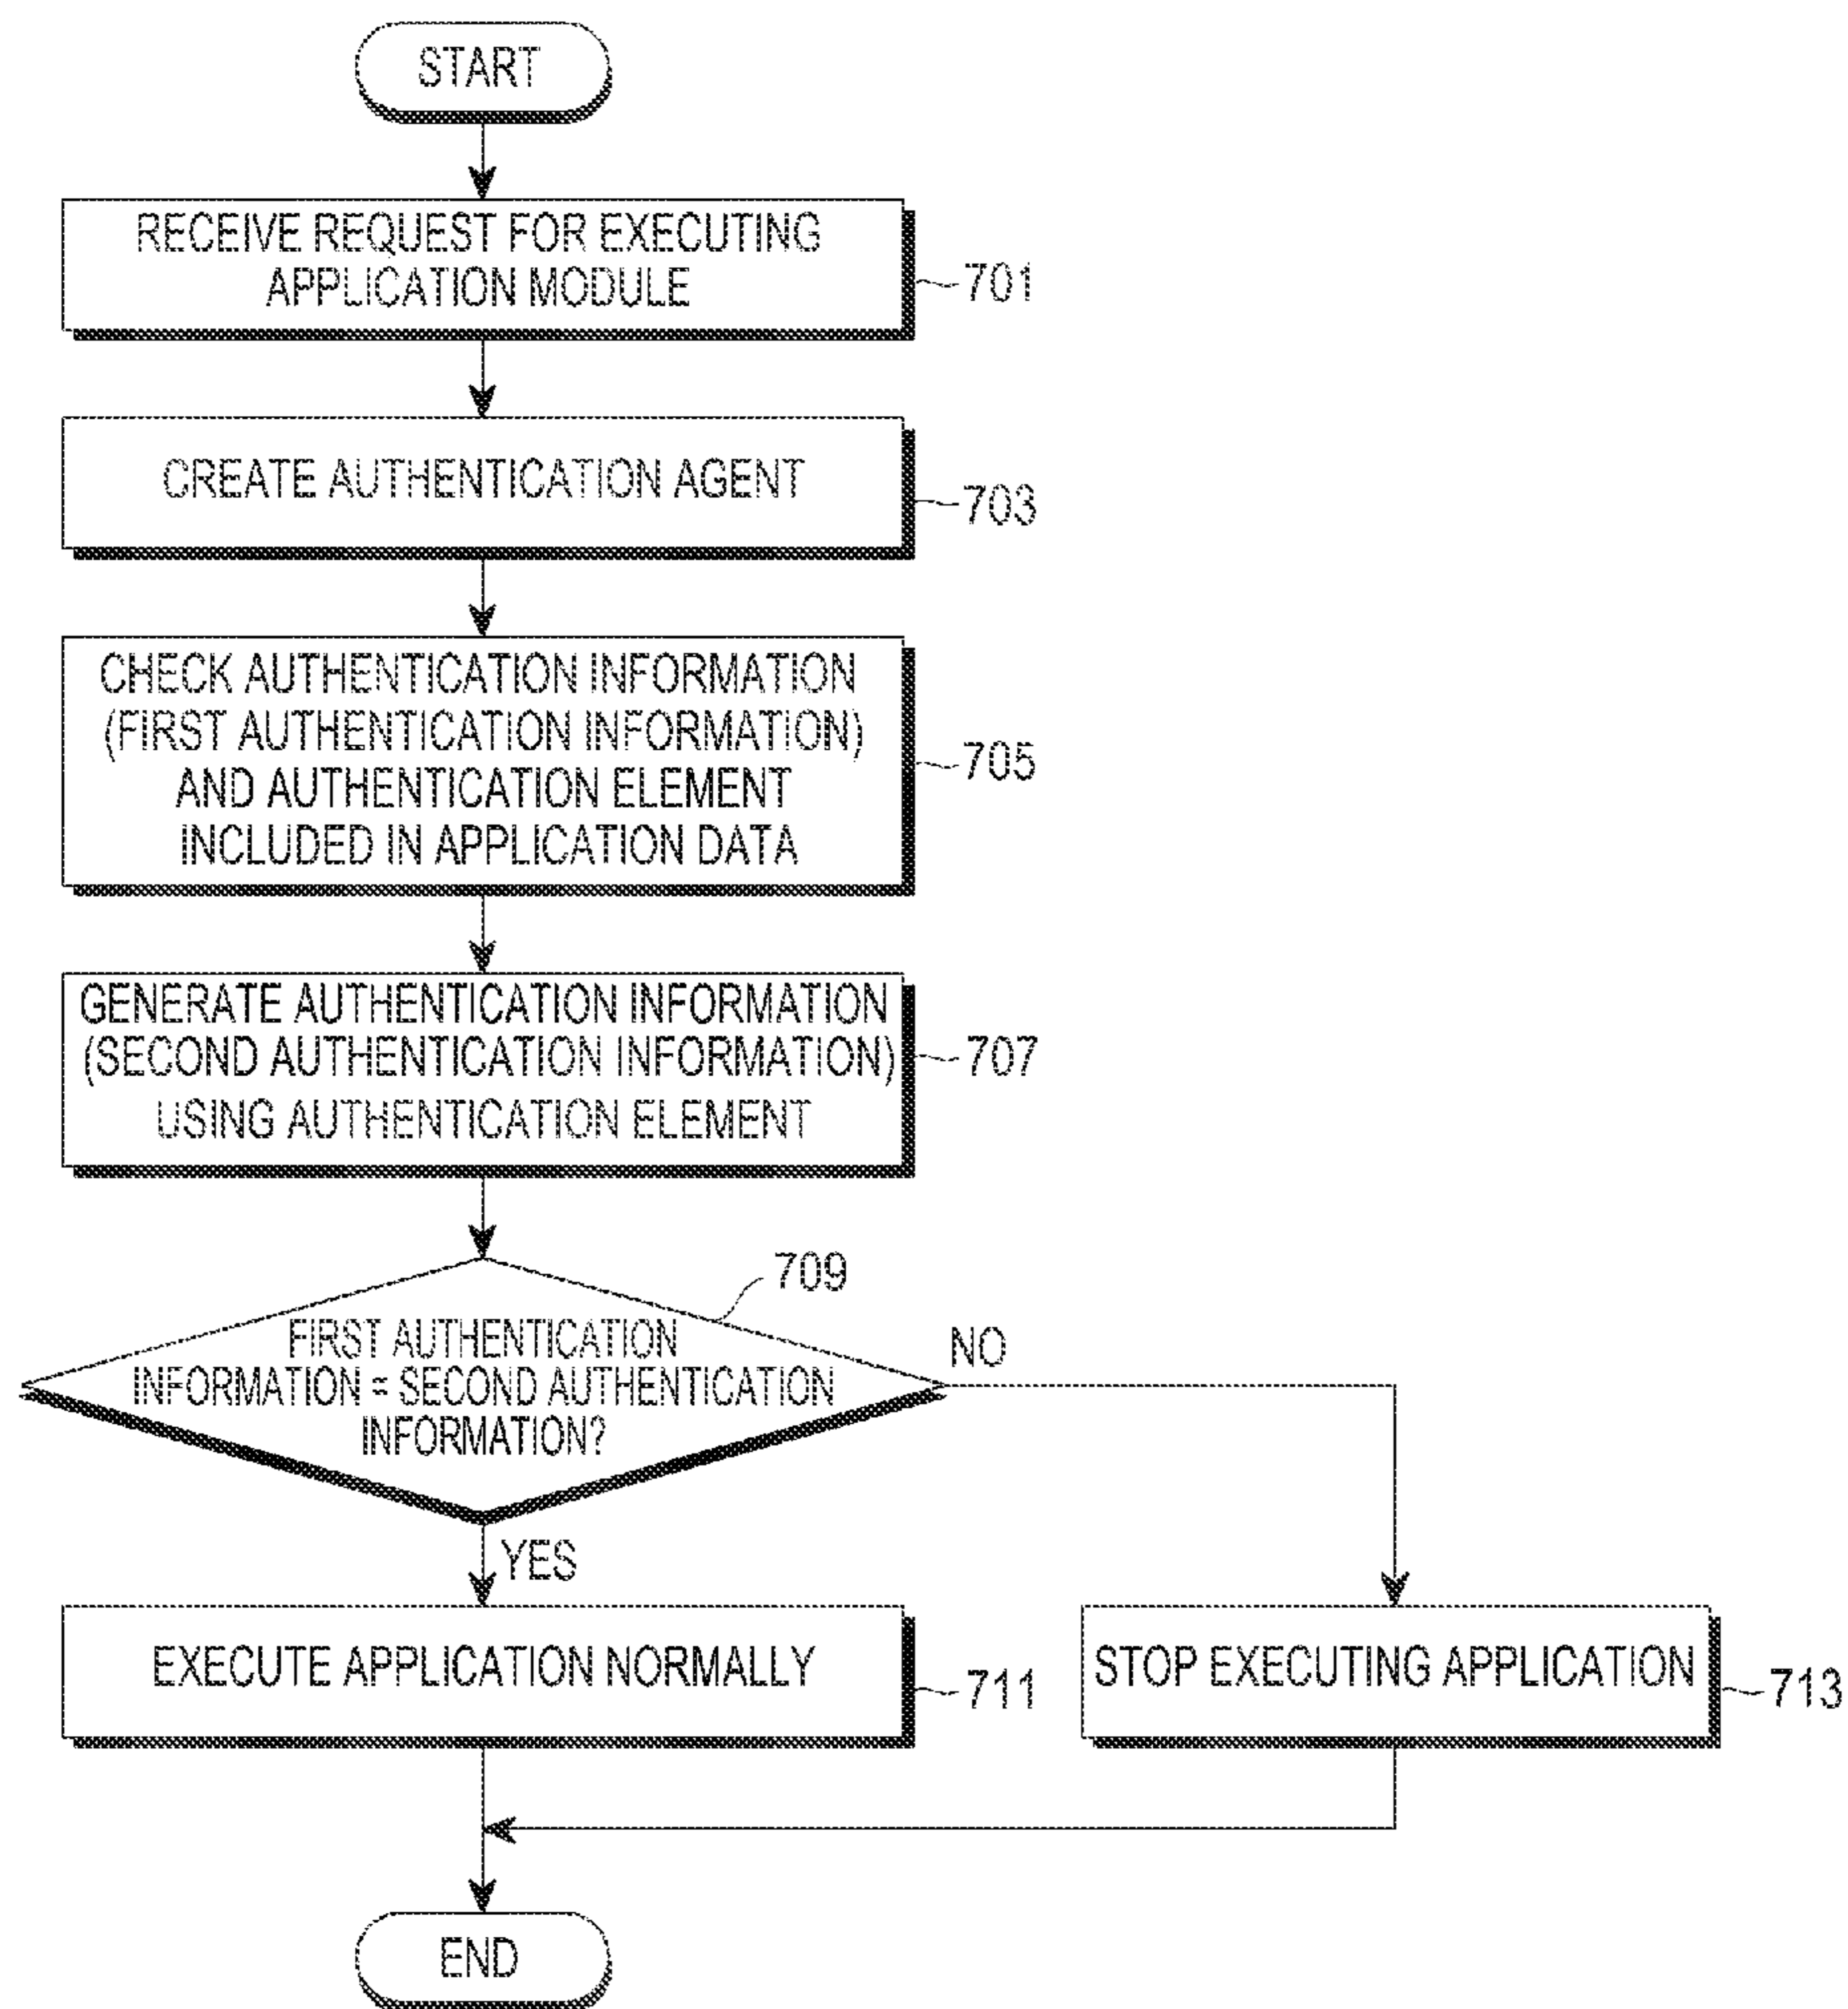 START
RECEIVE REQUEST FOR EXECUTING
APPLICATION MODULE
701
CREATE AUTHENTICATION AGENT
703
CHECK AUTHENTICATION INFORMATION
(FIRST AUTHENTICATION INFORMATION)
AND AUTHENTICATION ELEMENT
INCLUDED IN APPLICATION DATA
705
GENERATE AUTHENTICATION INFORMATION
(SECOND AUTHENTICATION INFORMATION)
USING AUTHENTICATION ELEMENT
707
709
FIRST AUTHENTICATION
INFORMATION = SECOND AUTHENTICATION
INFORMATION?
NO
YES
EXECUTE APPLICATION NORMALLY
711
STOP EXECUTING APPLICATION
713
END